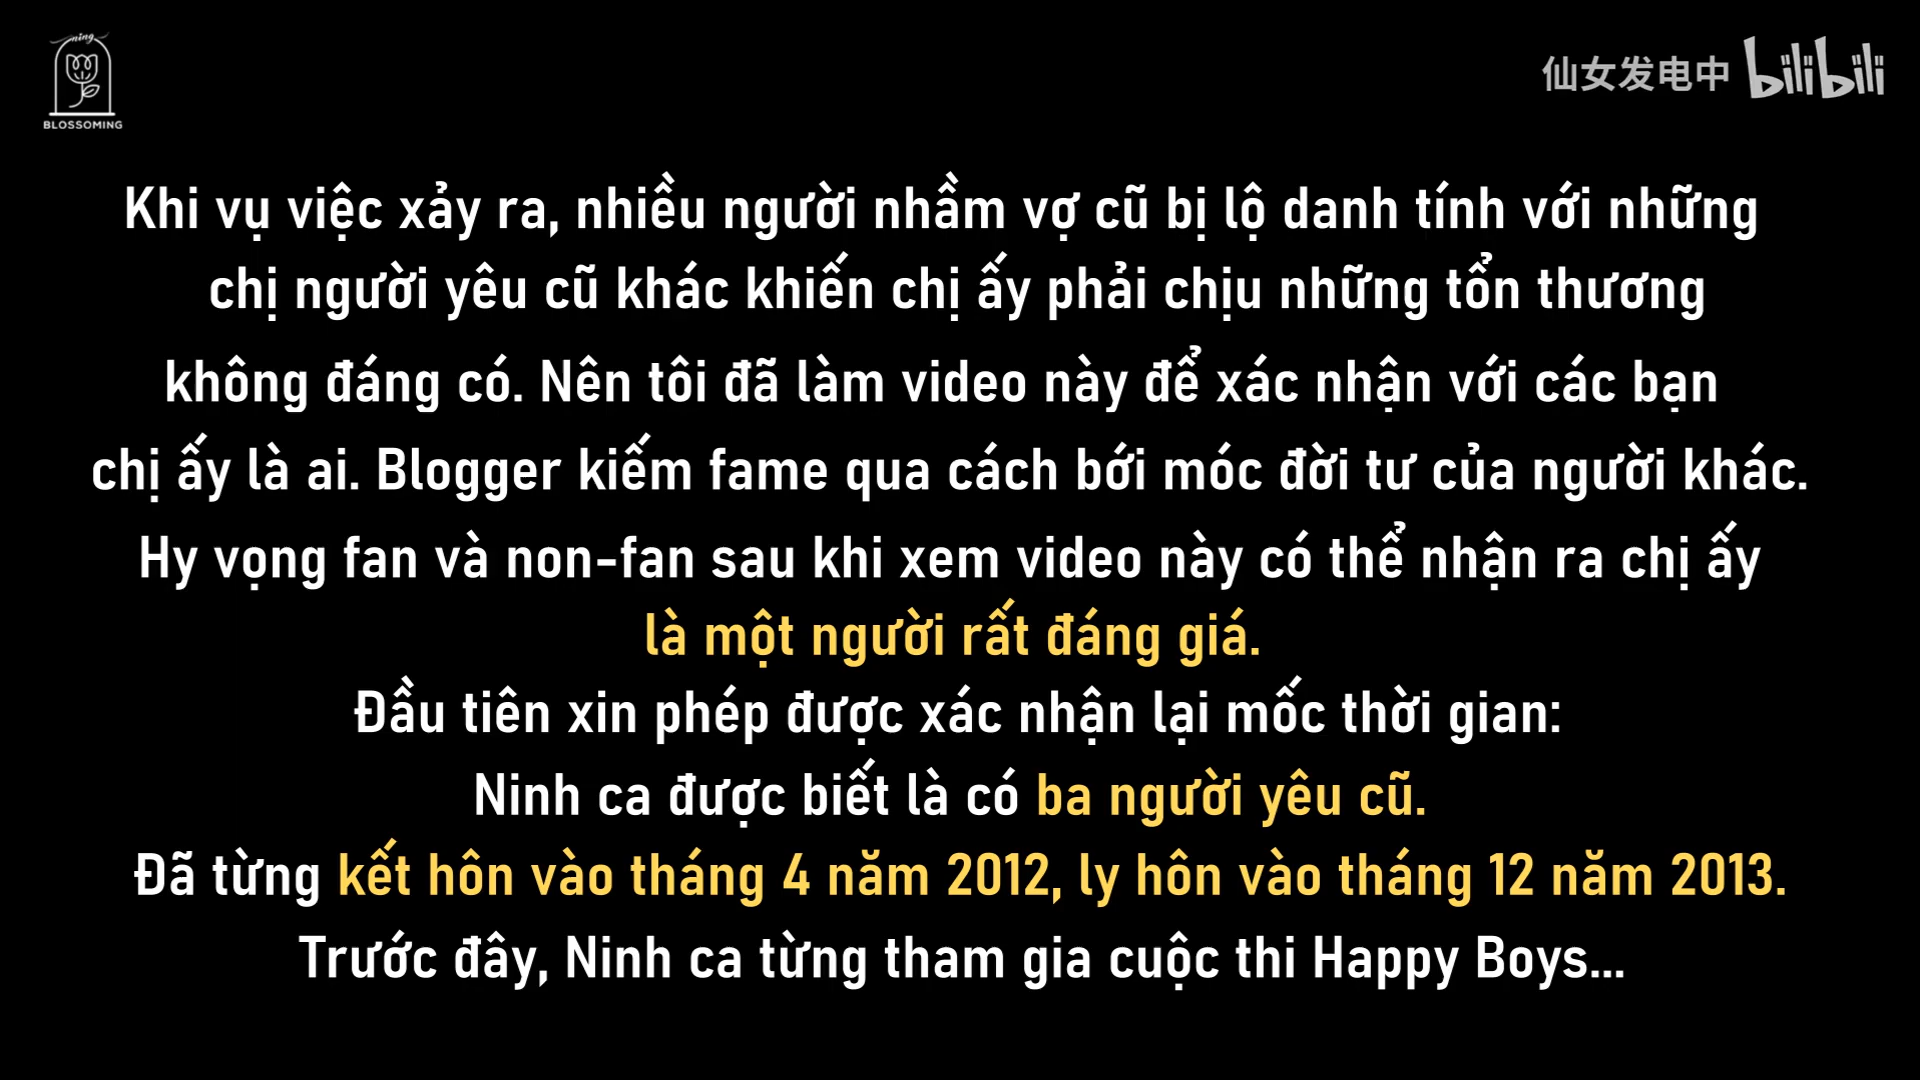 ning
BLOSSOMING
仙女发电中 bilibili
Khi vụ việc xảy ra, nhiều người nhầm vợ cũ bị lộ danh tính với những
chị người yêu cũ khác khiến chị ấy phải chịu những tổn thương
không đáng có. Nên tôi đã làm video này để xác nhận với các bạn
chị ấy là ai. Blogger kiếm fame qua cách bới móc đời tư của người khác.
Hy vọng fan và non-fan sau khi xem video này có thể nhận ra chị ấy
là một người rất đáng giá.
Đầu tiên xin phép được xác nhận lại mốc thời gian:
Ninh ca được biết là có ba người yêu cũ.
Đã từng kết hôn vào tháng 4 năm 2012, ly hôn vào tháng 12 năm 2013.
Trước đây, Ninh ca từng tham gia cuộc thi Happy Boys...